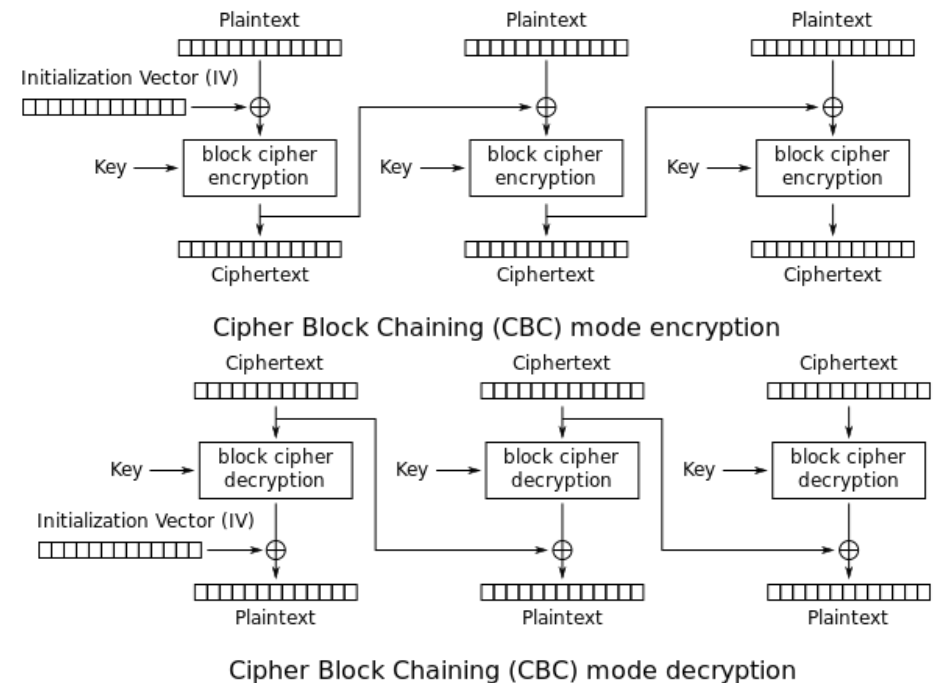 Plaintext
Plaintext
Plaintext
Initialization Vector (IV)
Key
block cipher
encryption
Key
block cipher
encryption
Key
block cipher
encryption
Ciphertext
Ciphertext
Ciphertext
Cipher Block Chaining (CBC) mode encryption
Ciphertext
Ciphertext
Ciphertext
Key
block cipher
decryption
Key
block cipher
decryption
Key
block cipher
decryption
Initialization Vector (IV)
Plaintext
Plaintext
Plaintext
Cipher Block Chaining (CBC) mode decryption